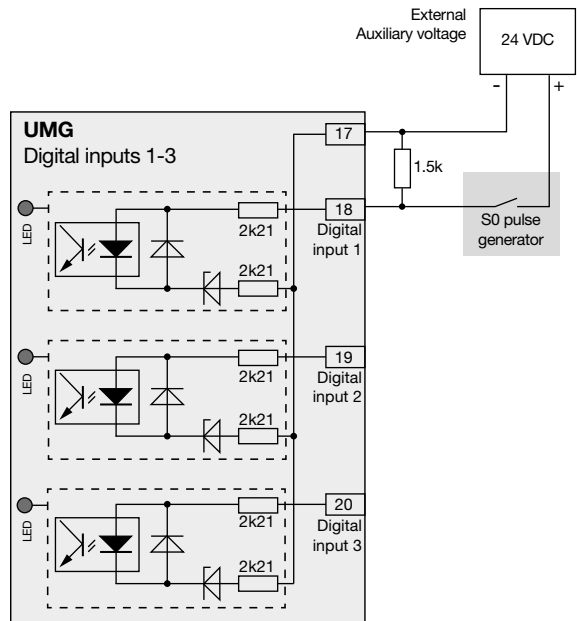 External
Auxiliary voltage
24 VDC
-
+
UMG
Digital inputs 1-3
17
1.5k
LED
2k21
18
Digital
input 1
S0 pulse
generator
2k21
LED
2k21
19
Digital
input 2
2k21
LED
2k21
20
Digital
input 3
2k21